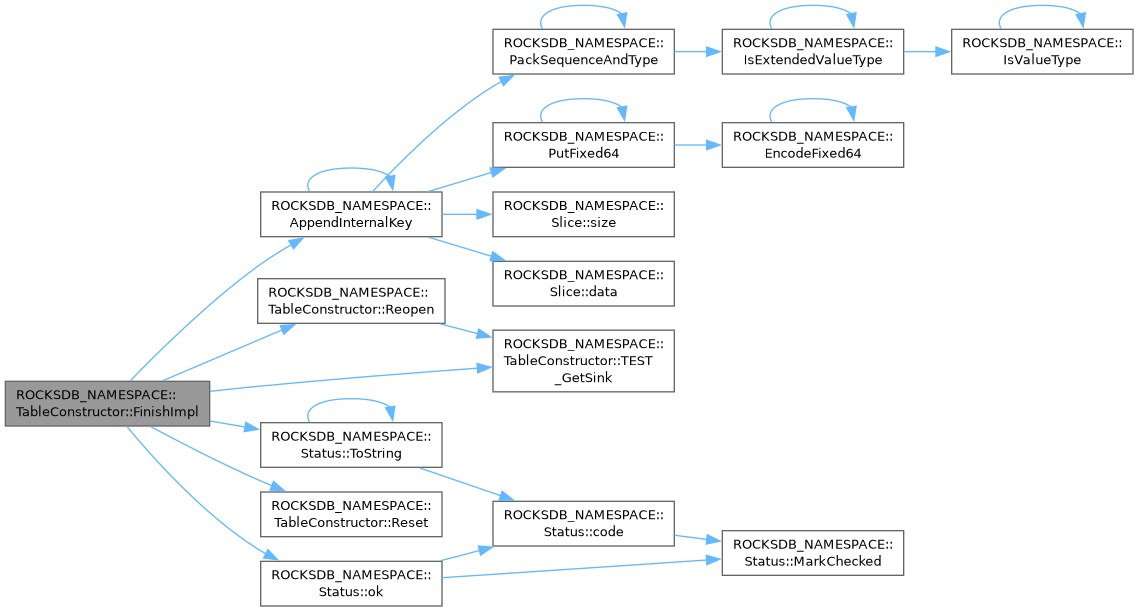 ROCKSDB_NAMESPACE::
TableConstructor::FinishImpl
ROCKSDB_NAMESPACE::
AppendInternalKey
ROCKSDB_NAMESPACE::
PackSequenceAndType
ROCKSDB_NAMESPACE::
IsExtendedValueType
ROCKSDB_NAMESPACE::
IsValueType
ROCKSDB_NAMESPACE::
PutFixed64
ROCKSDB_NAMESPACE::
EncodeFixed64
ROCKSDB_NAMESPACE::
Slice::size
ROCKSDB_NAMESPACE::
Slice::data
ROCKSDB_NAMESPACE::
TableConstructor::Reopen
ROCKSDB_NAMESPACE::
TableConstructor::TEST
_GetSink
ROCKSDB_NAMESPACE::
Status::ToString
ROCKSDB_NAMESPACE::
TableConstructor::Reset
ROCKSDB_NAMESPACE::
Status::code
ROCKSDB_NAMESPACE::
Status::MarkChecked
ROCKSDB_NAMESPACE::
Status::ok